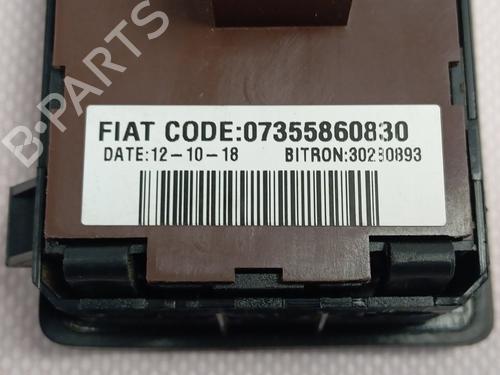 B-PARTS
FIAT CODE:07355860830
DATE:12-10-18 BITRON:30280893